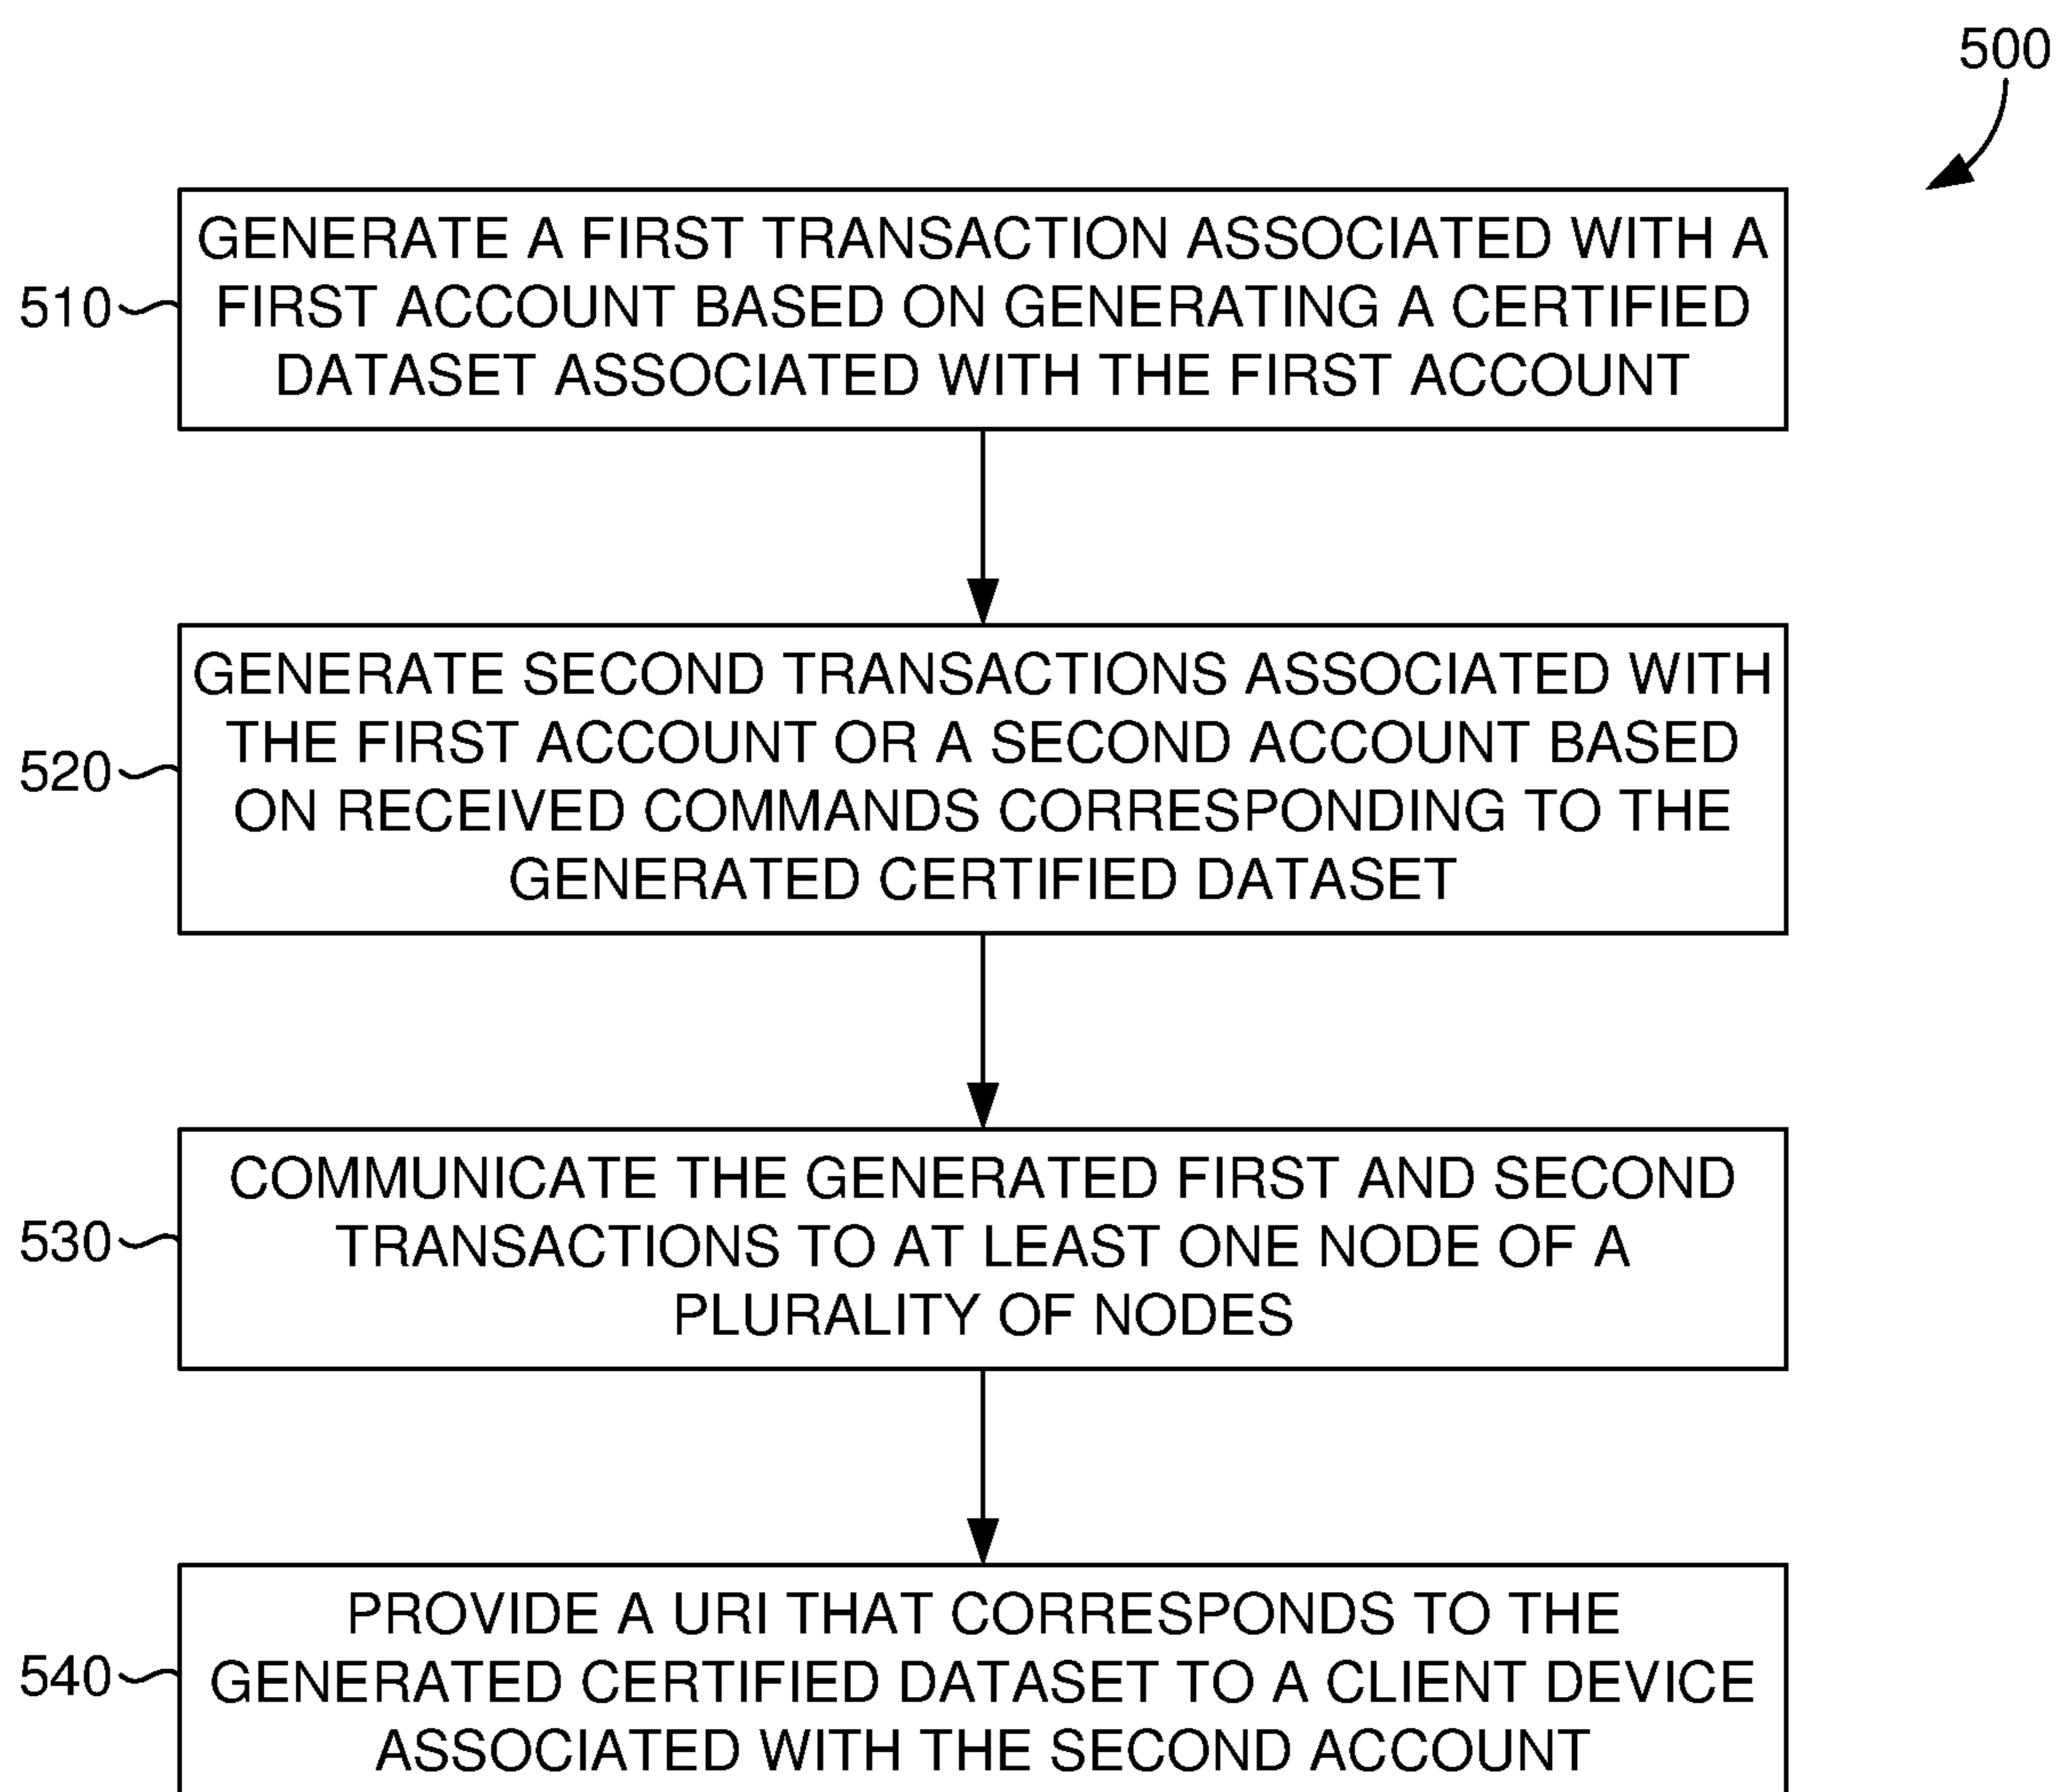 500
510
GENERATE A FIRST TRANSACTION ASSOCIATED WITH A
FIRST ACCOUNT BASED ON GENERATING A CERTIFIED
DATASET ASSOCIATED WITH THE FIRST ACCOUNT
520
GENERATE SECOND TRANSACTIONS ASSOCIATED WITH
THE FIRST ACCOUNT OR A SECOND ACCOUNT BASED
ON RECEIVED COMMANDS CORRESPONDING TO THE
GENERATED CERTIFIED DATASET
530
COMMUNICATE THE GENERATED FIRST AND SECOND
TRANSACTIONS TO AT LEAST ONE NODE OF A
PLURALITY OF NODES
540
PROVIDE A URI THAT CORRESPONDS TO THE
GENERATED CERTIFIED DATASET TO A CLIENT DEVICE
ASSOCIATED WITH THE SECOND ACCOUNT